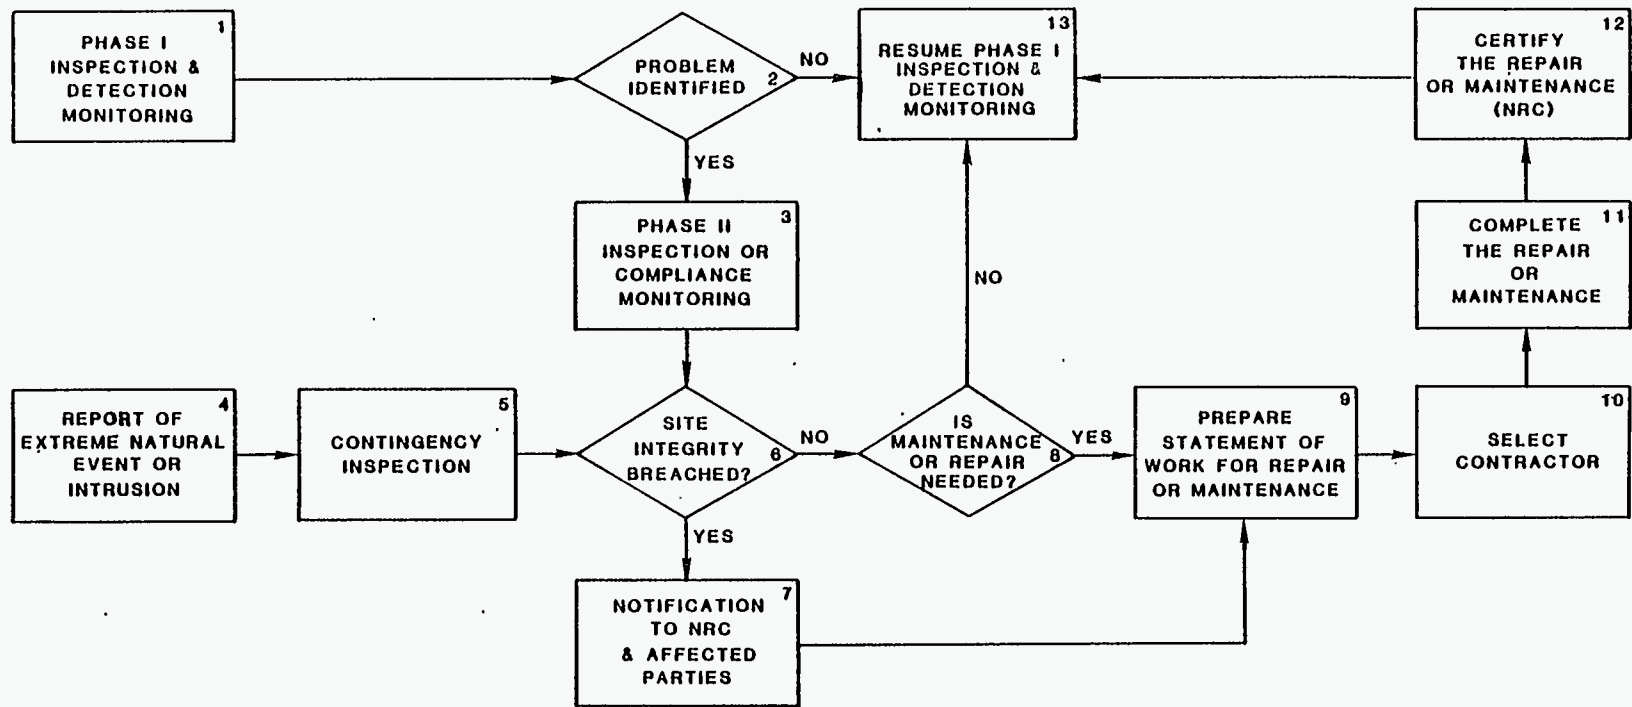 1
PHASE I
INSPECTION &
DETECTION
MONITORING
PROBLEM
IDENTIFIED
2
NO
YES
13
RESUME PHASE I
INSPECTION &
DETECTION
MONITORING
12
CERTIFY
THE REPAIR
OR MAINTENANCE
(NRC)
3
PHASE II
INSPECTION OR
COMPLIANCE
MONITORING
NO
11
COMPLETE
THE REPAIR
OR
MAINTENANCE
4
REPORT OF
EXTREME NATURAL
EVENT OR
INTRUSION
5
CONTINGENCY
INSPECTION
SITE
INTEGRITY
BREACHED?
6
NO
YES
IS
MAINTENANCE
OR REPAIR
NEEDED?
8
YES
9
PREPARE
STATEMENT OF
WORK FOR REPAIR
OR MAINTENANCE
10
SELECT
CONTRACTOR
7
NOTIFICATION
TO NRC
& AFFECTED
PARTIES